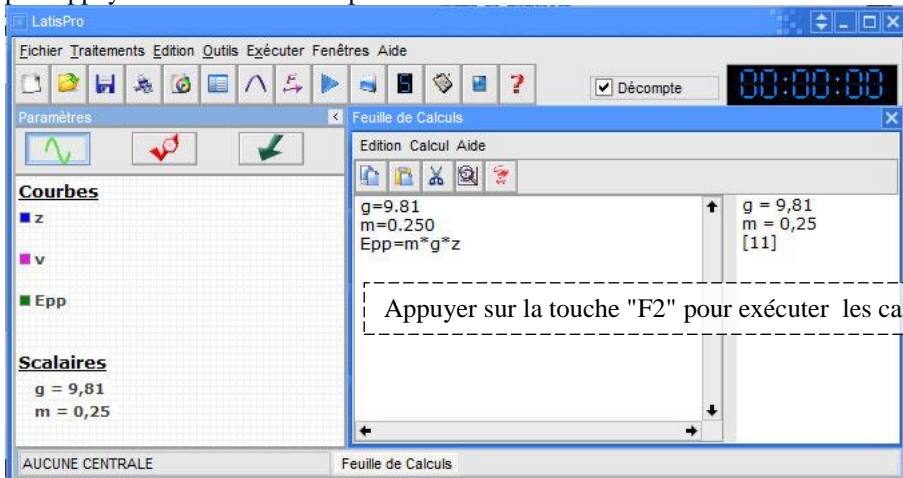 LatisPro
Fichier Traitements Edition Outils Exécuter Fenêtres Aide
Décompte
00:00:00
Paramètres
Courbes
z
v
Epp
Scalaires
g = 9,81
m = 0,25
Feuille de Calculs
Edition Calcul Aide
g=9.81
m=0.250
Epp=m*g*z
g = 9,81
m = 0,25
[11]
Appuyer sur la touche "F2" pour exécuter les
AUCUNE CENTRALE
Feuille de Calculs